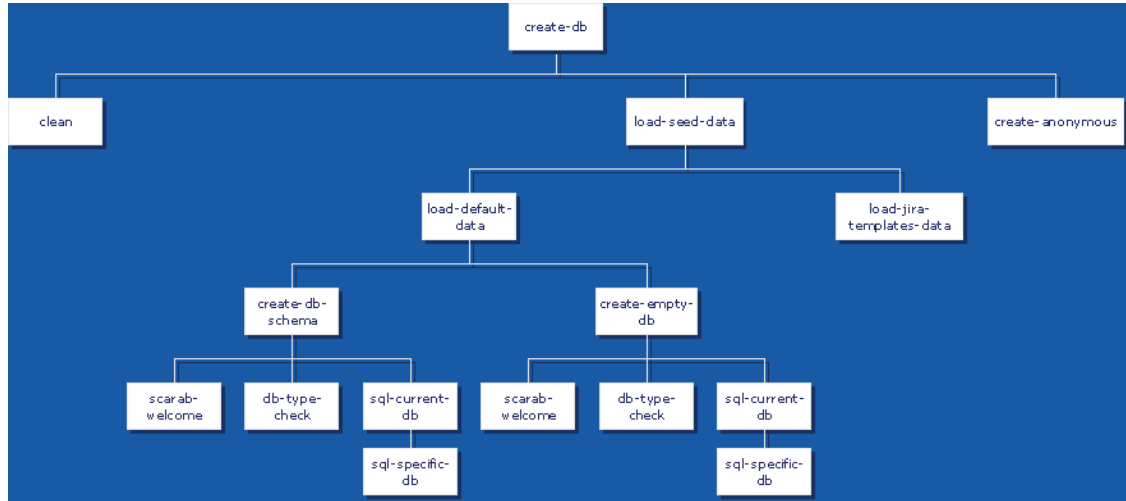 create-db
clean
load-seed-data
create-anonymous
load-default-
data
load-jira-
templates-data
create-db-
schema
create-empty-
db
scarab-
welcome
db-type-
check
sql-current-
db
scarab-
welcome
db-type-
check
sql-current-
db
sql-specific-
db
sql-specific-
db